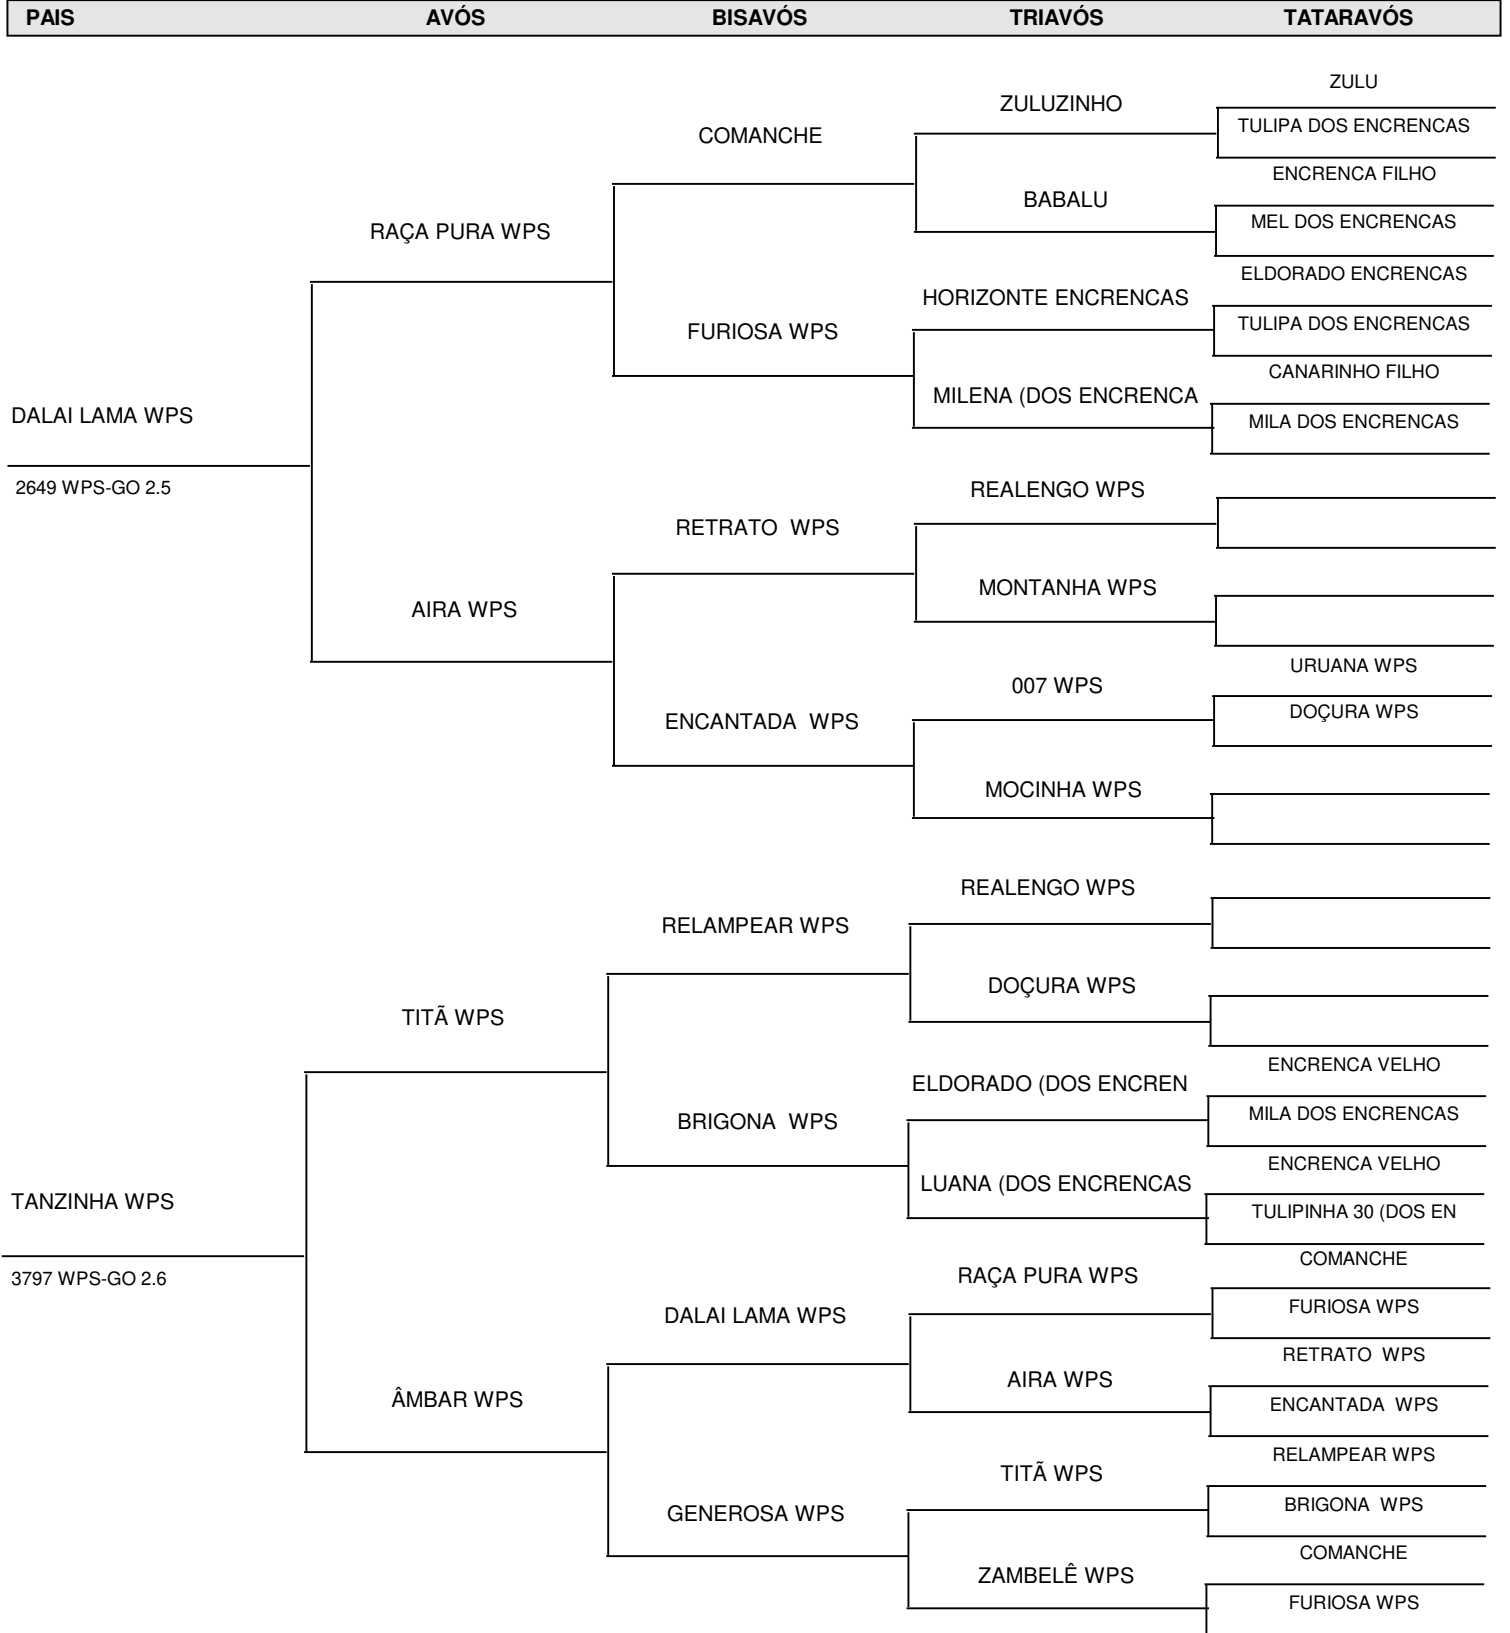 PAIS AVÓS BISAVÓS TRIAVÓS TATARAVÓS
ZULU
ZULUZINHO
TULIPA DOS ENCRENCAS
COMANCHE
ENCRENCA FILHO
BABALU
MEL DOS ENCRENCAS
RAÇA PURA WPS
ELDORADO ENCRENCAS
HORIZONTE ENCRENCAS
TULIPA DOS ENCRENCAS
FURIOSA WPS
CANARINHO FILHO
MILENA (DOS ENCRENCA
MILA DOS ENCRENCAS
DALAI LAMA WPS
2649 WPS-GO 2.5
REALENGO WPS
RETRATO WPS
MONTANHA WPS
AIRA WPS
URUANA WPS
007 WPS
DOÇURA WPS
ENCANTADA WPS
MOCINHA WPS
REALENGO WPS
RELAMPEAR WPS
DOÇURA WPS
TITÃ WPS
ENCRENCA VELHO
ELDORADO (DOS ENCREN
MILA DOS ENCRENCAS
BRIGONA WPS
ENCRENCA VELHO
LUANA (DOS ENCRENCAS
TULIPINHA 30 (DOS EN
TANZINHA WPS
3797 WPS-GO 2.6
COMANCHE
RAÇA PURA WPS
FURIOSA WPS
DALAI LAMA WPS
RETRATO WPS
AIRA WPS
ENCANTADA WPS
ÂMBAR WPS
RELAMPEAR WPS
TITÃ WPS
BRIGONA WPS
GENEROSA WPS
COMANCHE
ZAMBELÊ WPS
FURIOSA WPS